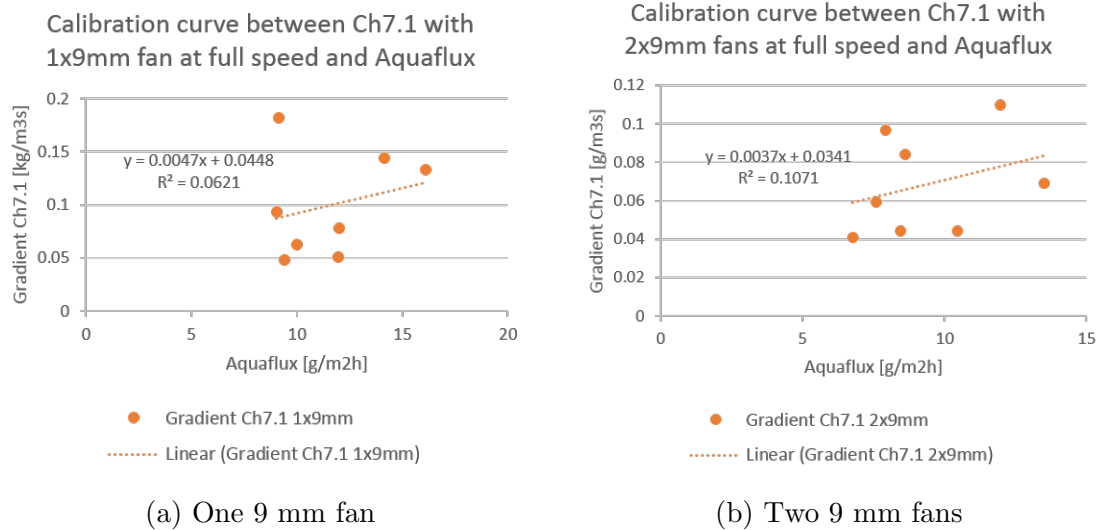 Calibration curve between Ch7.1 with
1x9mm fan at full speed and Aquaflux
0.2
0.15
0.1
0.05
0
Gradient Ch7.1 [kg/m3s]
y = 0.0047x + 0.0448
R² = 0.0621
0 5 10 15 20
Aquaflux [g/m2h]
Gradient Ch7.1 1x9mm
Linear (Gradient Ch7.1 1x9mm)
(a) One 9 mm fan
Calibration curve between Ch7.1 with
2x9mm fans at full speed and Aquaflux
0.12
0.1
0.08
0.06
0.04
0.02
0
Gradient Ch7.1 [g/m3s]
y = 0.0037x + 0.0341
R² = 0.1071
0 5 10 15
Aquaflux [g/m2h]
Gradient Ch7.1 2x9mm
Linear (Gradient Ch7.1 2x9mm)
(b) Two 9 mm fans